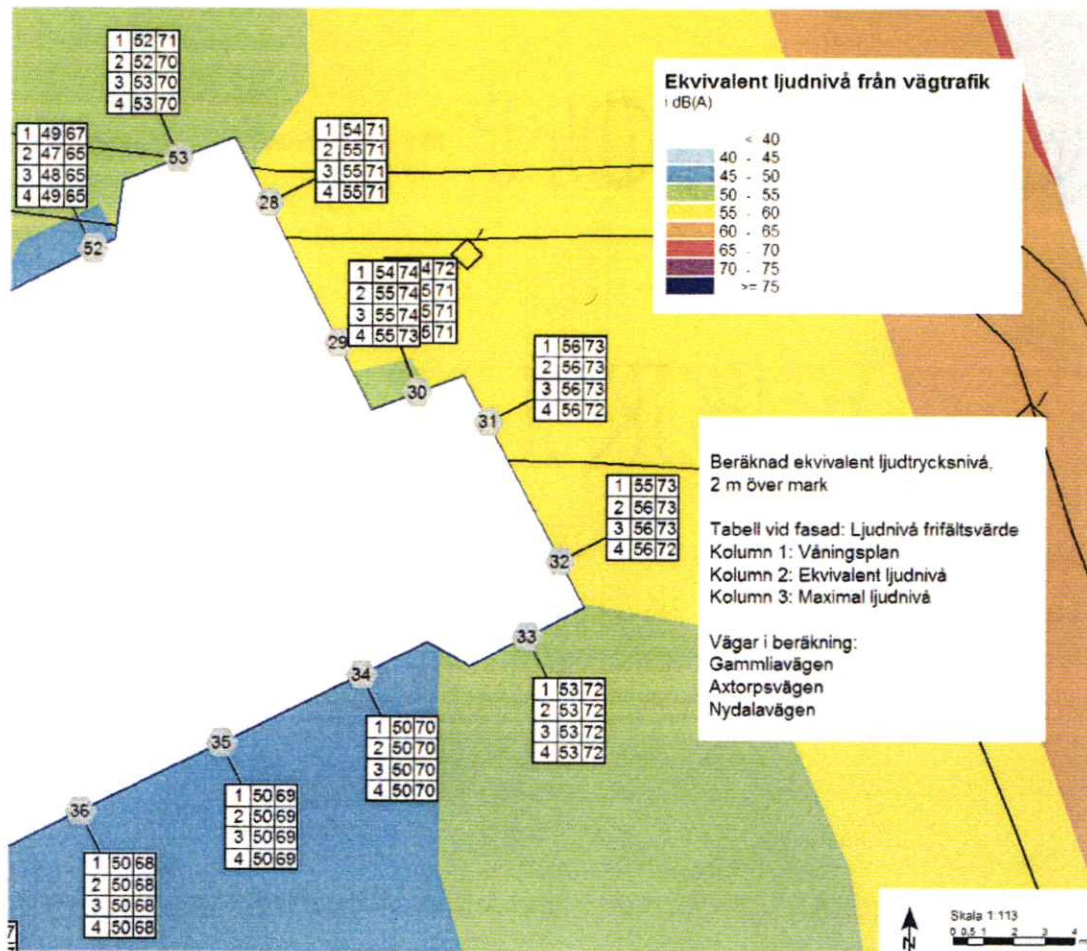 1 52 71
2 52 70
3 53 70
4 53 70
53
1 49 67
2 47 65
3 48 65
4 49 65
52
1 54 71
2 55 71
3 55 71
4 55 71
28
Ekvivalent ljudnivå från vägtrafik
i dB(A)
< 40
40 - 45
45 - 50
50 - 55
55 - 60
60 - 65
65 - 70
70 - 75
>= 75
1 54 74
2 55 74
3 55 74
4 55 73
4 72
5 71
5 71
5 71
29
30
1 56 73
2 56 73
3 56 73
4 56 72
31
1 55 73
2 56 73
3 56 73
4 56 72
32
Beräknad ekvivalent ljudtrycksnivå,
2 m över mark
Tabell vid fasad: Ljudnivå frifältsvärde
Kolumn 1: Våningsplan
Kolumn 2: Ekvivalent ljudnivå
Kolumn 3: Maximal ljudnivå
Vägar i beräkning:
Gammliavägen
Axtorpsvägen
Nydalavägen
33
1 53 72
2 53 72
3 53 72
4 53 72
34
1 50 70
2 50 70
3 50 70
4 50 70
35
1 50 69
2 50 69
3 50 69
4 50 69
36
1 50 68
2 50 68
3 50 68
4 50 68
7
N
Skala 1:113
0 0,5 1 2 3 4